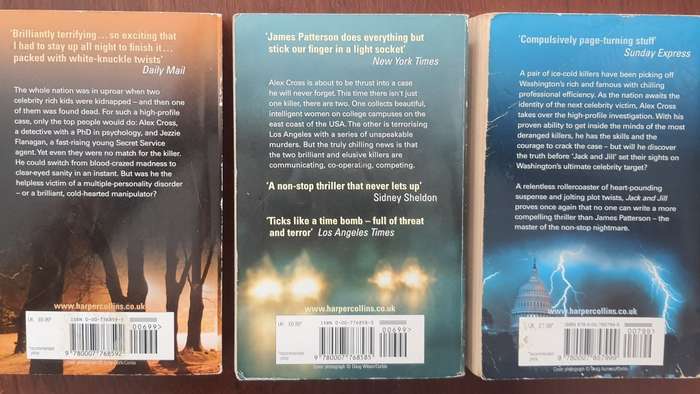 'Brilliantly terrifying ... so exciting that
I had to stay up all night to finish it ...
packed with white-knuckle twists'
Daily Mail
The whole nation was in uproar when two
celebrity rich kids were kidnapped – and then one
of them was found dead. For such a high-profile
case, only the top people would do: Alex Cross,
a detective with a PhD in psychology, and Jezzie
Flanagan, a fast-rising young Secret Service
agent. Yet even they were no match for the killer.
He could switch from blood-crazed madness to
clear-eyed sanity in an instant. But was he the
helpless victim of a multiple-personality disorder
– or a brilliant, cold-hearted manipulator?
www.harpercollins.co.uk
00699
9 780007 768592
'James Patterson does everything but
stick our finger in a light socket'
New York Times
Alex Cross is about to be thrust into a case
he will never forget. This time there isn't just
one killer, there are two. One collects beautiful,
intelligent women on college campuses on the
east coast of the USA. The other is terrorising
Los Angeles with a series of unspeakable
murders. But the truly chilling news is that
the two brilliant and elusive killers are
communicating, co-operating, competing.
'A non-stop thriller that never lets up'
Sidney Sheldon
'Ticks like a time bomb – full of threat
and terror' Los Angeles Times
www.harpercollins.co.uk
00699
9 780007 768585
'Compulsively page-turning stuff'
Sunday Express
A pair of ice-cold killers have been picking off
Washington's rich and famous with chilling
professional efficiency. As the nation awaits the
identity of the next celebrity victim, Alex Cross
takes over the high-profile investigation. With his
proven ability to get inside the minds of the most
deranged killers, he has the skills and the
courage to crack the case – but will he discover
the truth before 'Jack and Jill' set their sights on
Washington's ultimate celebrity target?
A relentless rollercoaster of heart-pounding
suspense and jolting plot twists, Jack and Jill
proves once again that no one can write a more
compelling thriller than James Patterson – the
master of the non-stop nightmare.
www.harpercollins.co.uk
00799